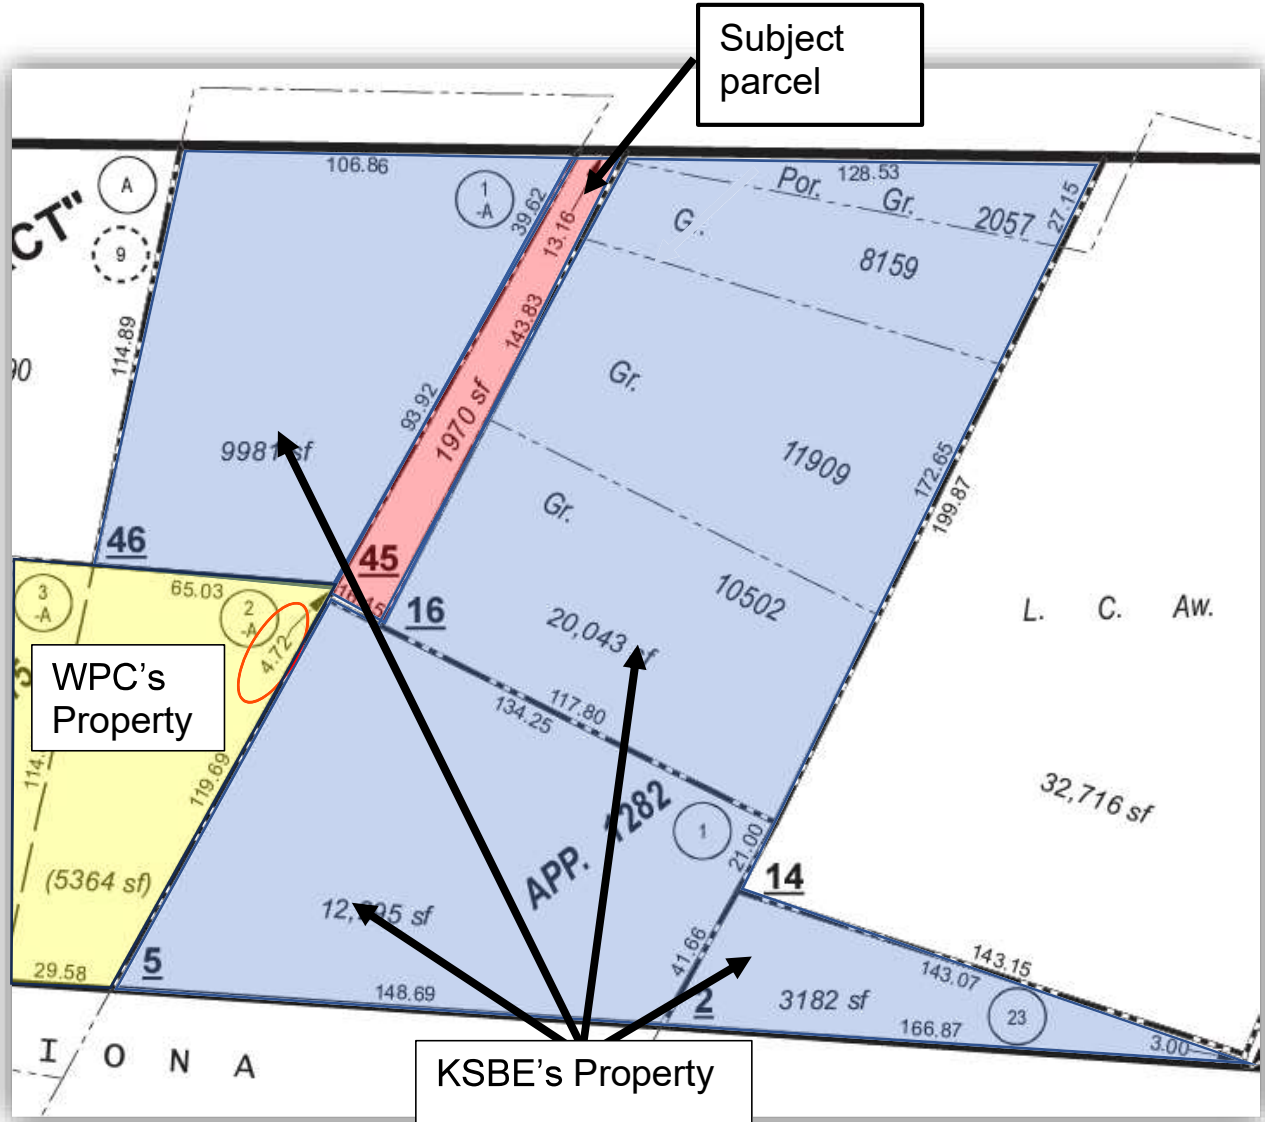 Subject
parcel
106.86
128.53
A
1
-A
39.62
13.16
Por. Gr. 2057
27.15
CT"
9
G..
8159
114.89
143.83
Gr.
90
93.92
1970 sf
11909
172.65
199.87
9981 sf
Gr.
46
45
10502
3
-A
65.03
2
-A
16.45
16
20,043 sf
L. C. Aw.
4.72
WPC's
Property
117.80
134.25
114.
119.69
32,716 sf
APP. 1282
1
21.00
14
(5364 sf)
sf
41.66
143.15
143.07
29.58
5
148.69
2
3182 sf
23
166.87
3.00
I O N A
KSBE's Property